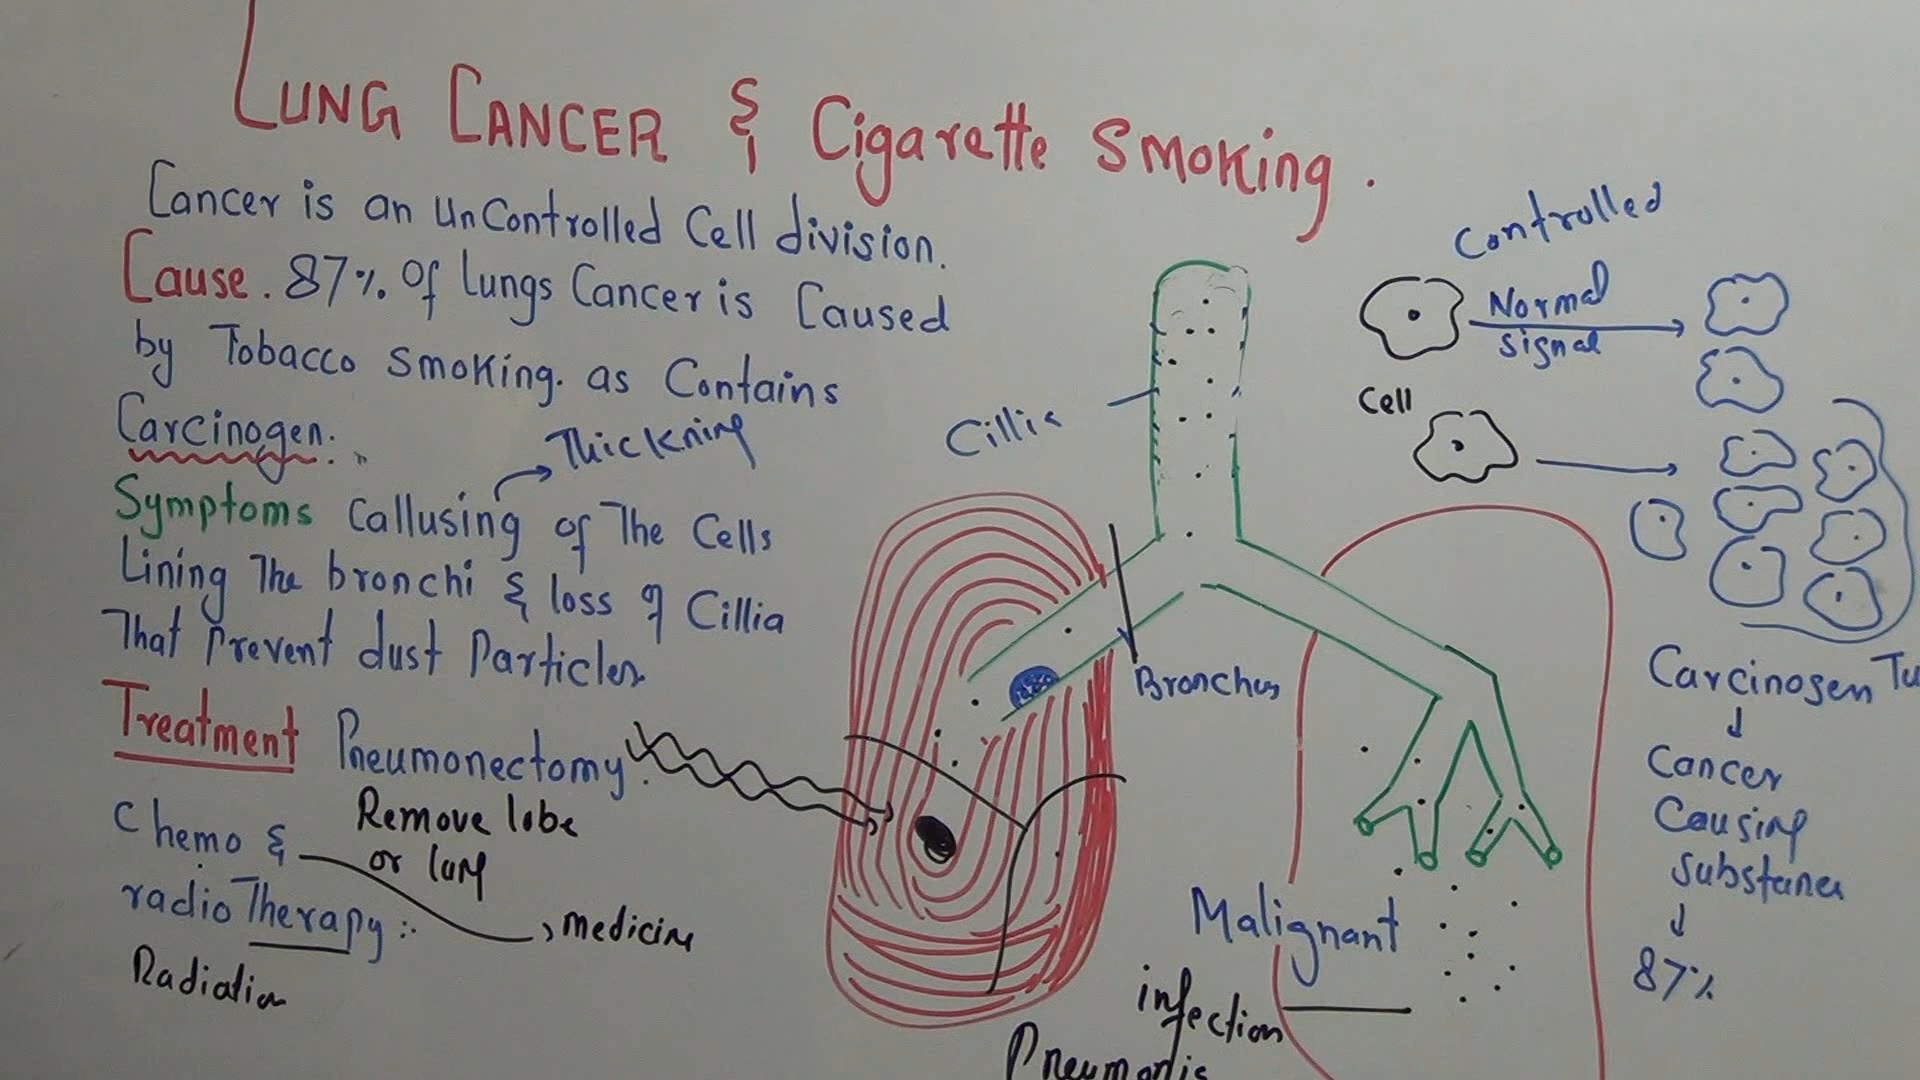 LUNG CANCER & Cigarette Smoking.
Cancer is an UnControlled Cell division.
Cause. 87% Of lungs Cancer is Caused
by Tobacco smoking. as Contains
Carcinogen:
Thickning
Symptoms Callusing of The Cells
Lining The bronchi & loss of Cillia
That Prevent dust Particles.
Treatment Pneumonectomy.
Remove lobe
or lung
Chemo &
radioTherapy:
medicine
Radiation
Cillia
Bronchus
Malignant
infection
Controlled
Normal
signal
Cell
Carcinogen Tu
Cancer
Causing
substance
87%